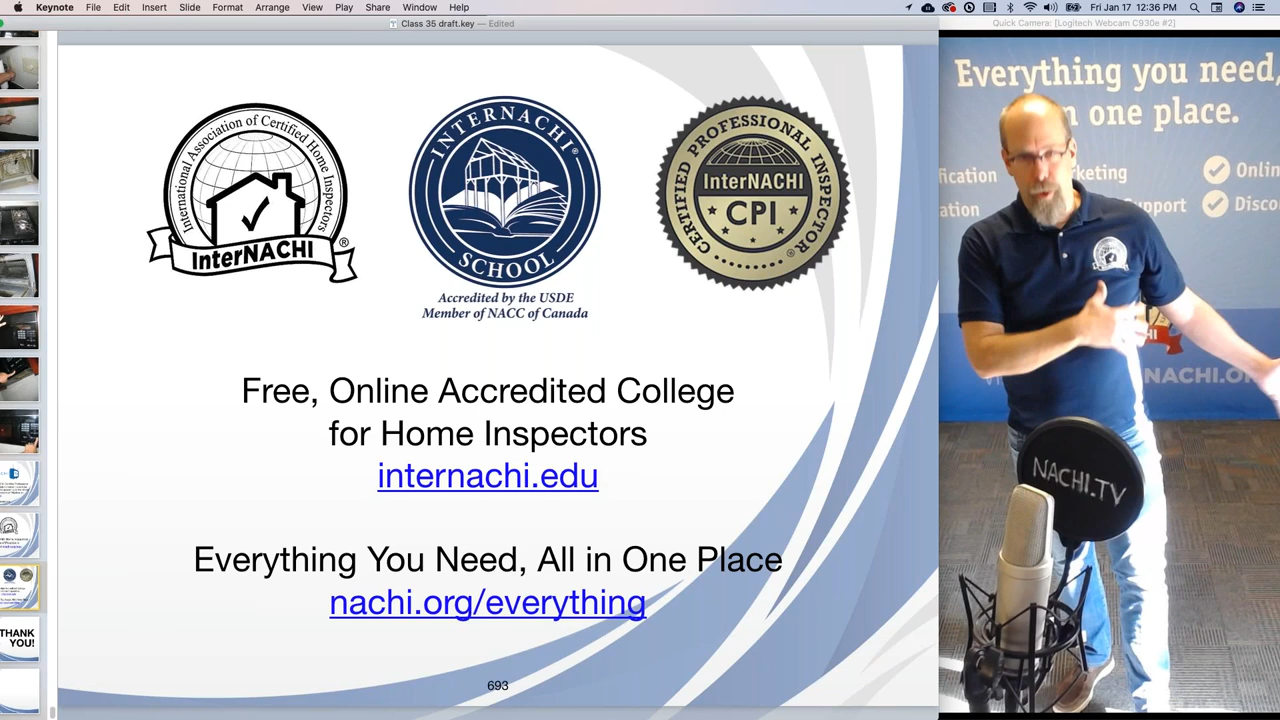 Keynote File Edit Insert Slide Format Arrange View Play Share Window Help
Fri Jan 17 12:36 PM
Class 35 draft.key — Edited
Quick Camera: [Logitech Webcam C930e #2]
International Association of Certified Home Inspectors
InterNACHI
®
INTERNACHI
®
SCHOOL
Accredited by the USDE
Member of NACC of Canada
CERTIFIED PROFESSIONAL INSPECTOR
®
InterNACHI
CPI
Free, Online Accredited College
for Home Inspectors
internachi.edu
Everything You Need, All in One Place
nachi.org/everything
693
THANK
YOU!
Everything you need,
in one place.
fication
rketing
Onlin
ation
upport
Disco
NACHI.OR
NACHI.TV